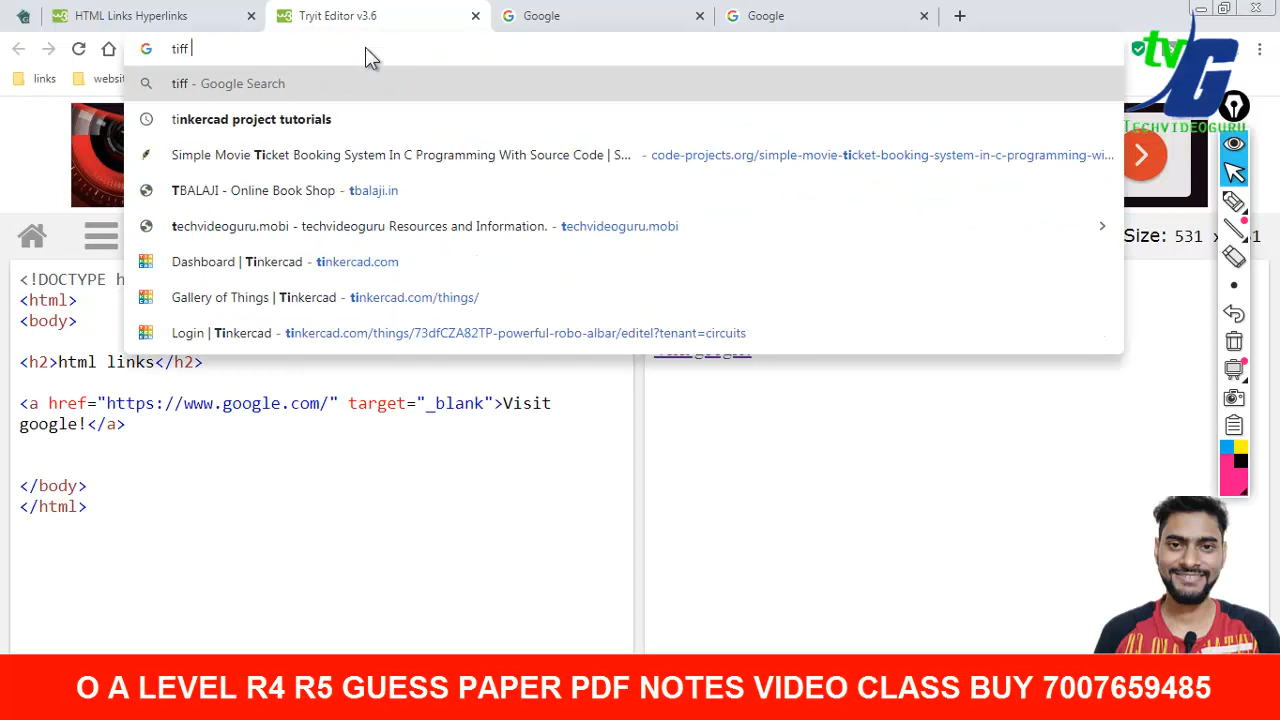 HTML Links Hyperlinks
Tryit Editor v3.6
Google
Google
tiff
links
websit
tiff - Google Search
tinkercad project tutorials
Simple Movie Ticket Booking System In C Programming With Source Code | S... - code-projects.org/simple-movie-ticket-booking-system-in-c-programming-wi...
TBALAJI - Online Book Shop - tbalaji.in
techvideoguru.mobi - techvideoguru Resources and Information. - techvideoguru.mobi
Dashboard | Tinkercad - tinkercad.com
Gallery of Things | Tinkercad - tinkercad.com/things/
Login | Tinkercad - tinkercad.com/things/73dfCZA82TP-powerful-robo-albar/editel?tenant=circuits
tv G
TECHVIDEOGURU
Size: 531 x 1
<!DOCTYPE h
<html>
<body>
<h2>html links</h2>
<a href="https://www.google.com/" target="_blank">Visit
google!</a>
</body>
</html>
O A LEVEL R4 R5 GUESS PAPER PDF NOTES VIDEO CLASS BUY 7007659485